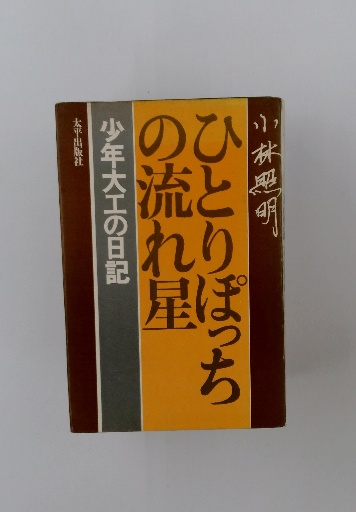 小林照明
ひとりぽっち
の流れ星
少年大工の日記
太平出版社